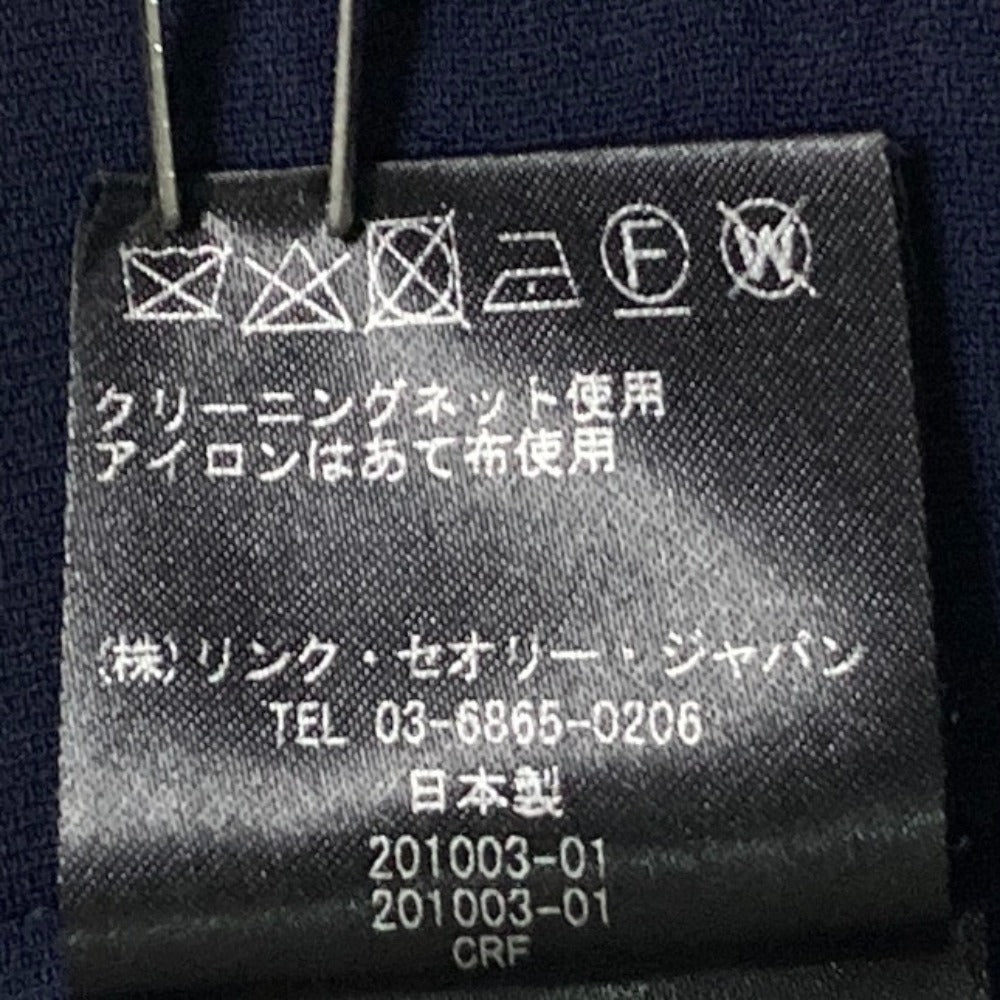 F W
クリーニングネット使用
アイロンはあて布使用
(株)リンク・セオリー・ジャパン
TEL 03-6865-0206
日本製
201003-01
201003-01
CRF